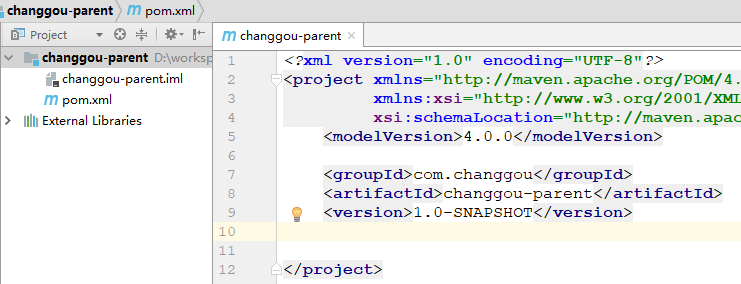 changgou-parent pom.xml
Project
changgou-parent
changgou-parent D:\worksp
changgou-parent.iml
pom.xml
External Libraries
1 <?xml version="1.0" encoding="UTF-8"?>
2 <project xmlns="http://maven.apache.org/POM/4.
3 xmlns:xsi="http://www.w3.org/2001/XML
4 xsi:schemaLocation="http://maven.apac
5 <modelVersion>4.0.0</modelVersion>
6
7 <groupId>com.changgou</groupId>
8 <artifactId>changgou-parent</artifactId>
9 <version>1.0-SNAPSHOT</version>
10
11
12 </project>